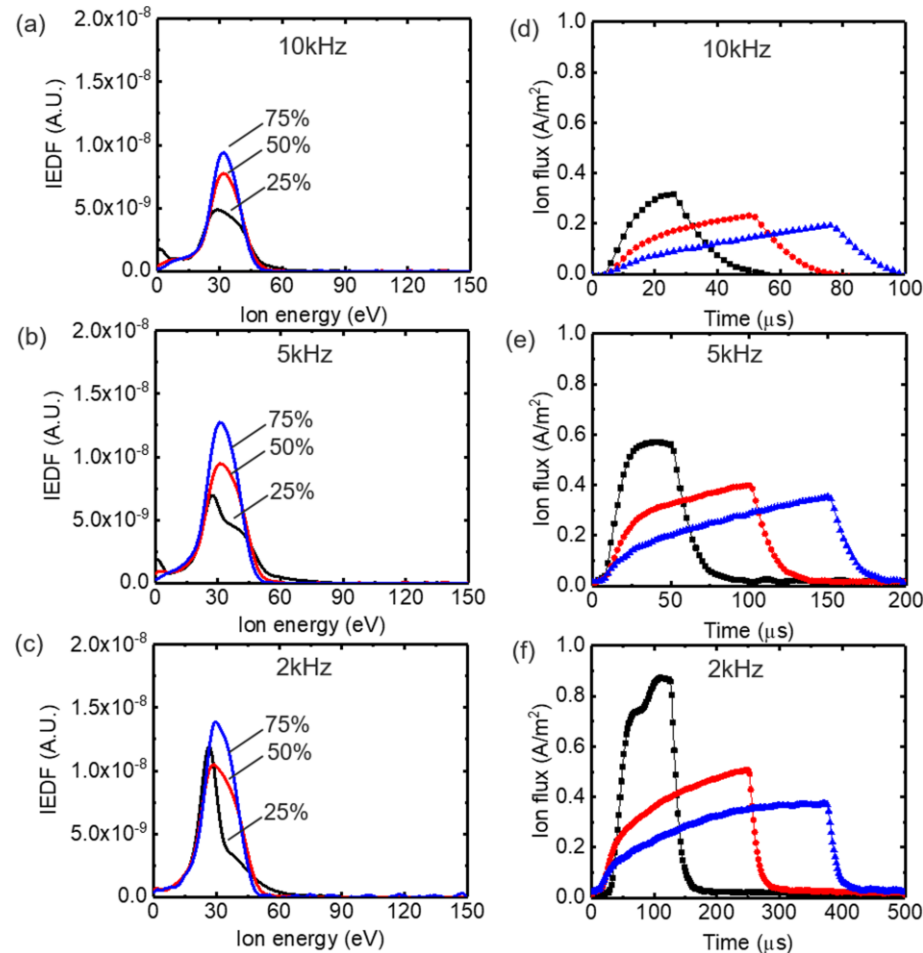 (a)
10kHz
IEDF (A.U.)
2.0x10⁻⁸
1.5x10⁻⁸
1.0x10⁻⁸
5.0x10⁻⁹
0.0
75%
50%
25%
0 30 60 90 120 150
Ion energy (eV)
(d)
10kHz
Ion flux (A/m²)
1.0
0.8
0.6
0.4
0.2
0.0
0 20 40 60 80 100
Time (μs)
(b)
5kHz
IEDF (A.U.)
2.0x10⁻⁸
1.5x10⁻⁸
1.0x10⁻⁸
5.0x10⁻⁹
0.0
75%
50%
25%
0 30 60 90 120 150
Ion energy (eV)
(e)
5kHz
Ion flux (A/m²)
1.0
0.8
0.6
0.4
0.2
0.0
0 50 100 150 200
Time (μs)
(c)
2kHz
IEDF (A.U.)
2.0x10⁻⁸
1.5x10⁻⁸
1.0x10⁻⁸
5.0x10⁻⁹
0.0
75%
50%
25%
0 30 60 90 120 150
Ion energy (eV)
(f)
2kHz
Ion flux (A/m²)
1.0
0.8
0.6
0.4
0.2
0.0
0 100 200 300 400 500
Time (μs)